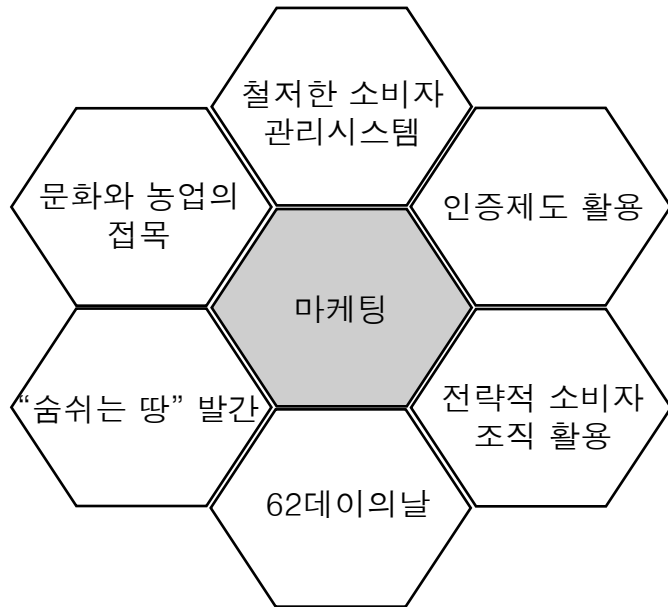 철저한 소비자
관리시스템
문화와 농업의
접목
인증제도 활용
마케팅
“숨쉬는 땅” 발간
전략적 소비자
조직 활용
62데이의날